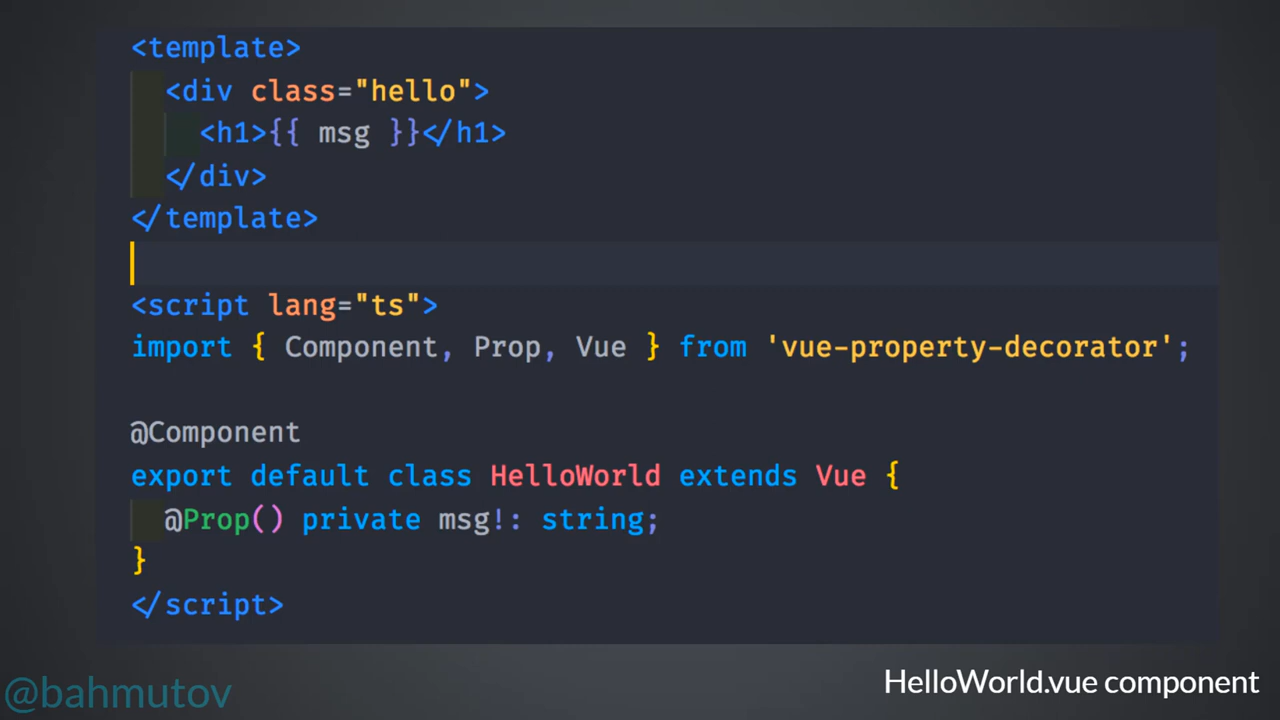 <template>
  <div class="hello">
    <h1>{{ msg }}</h1>
  </div>
</template>
<script lang="ts">
import { Component, Prop, Vue } from 'vue-property-decorator';
@Component
export default class HelloWorld extends Vue {
  @Prop() private msg!: string;
}
</script>
@bahmutov
HelloWorld.vue component